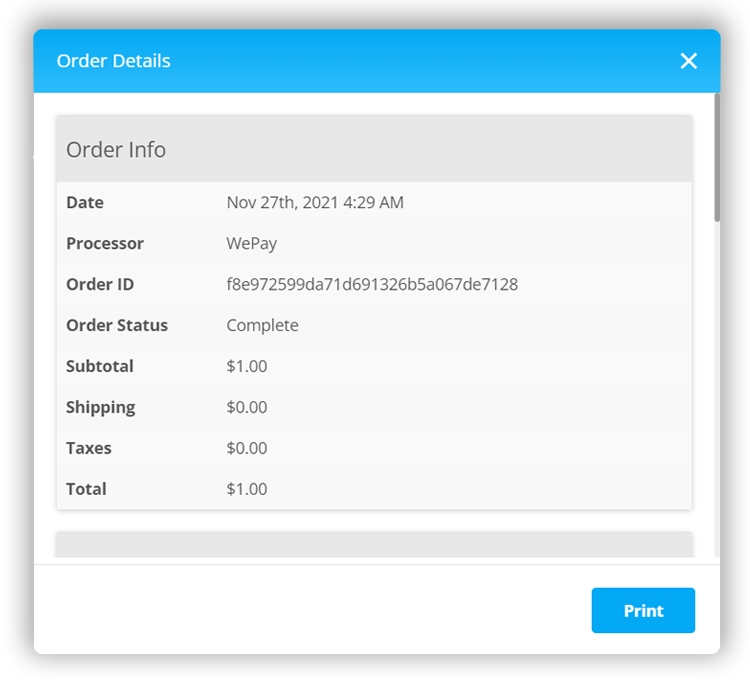 Order Details
Order Info
Date Nov 27th, 2021 4:29 AM
Processor WePay
Order ID f8e972599da71d691326b5a067de7128
Order Status Complete
Subtotal $1.00
Shipping $0.00
Taxes $0.00
Total $1.00
Print